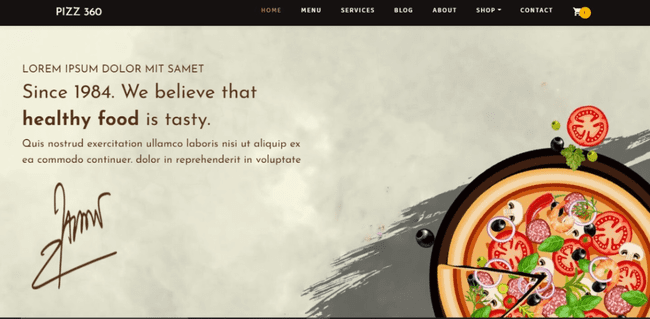 PIZZ 360
HOME MENU SERVICES BLOG ABOUT SHOP CONTACT
LOREM IPSUM DOLOR MIT SAMET
Since 1984. We believe that
healthy food is tasty.
Quis nostrud exercitation ullamco laboris nisi ut aliquip ex
ea commodo continuer. dolor in reprehenderit in voluptate